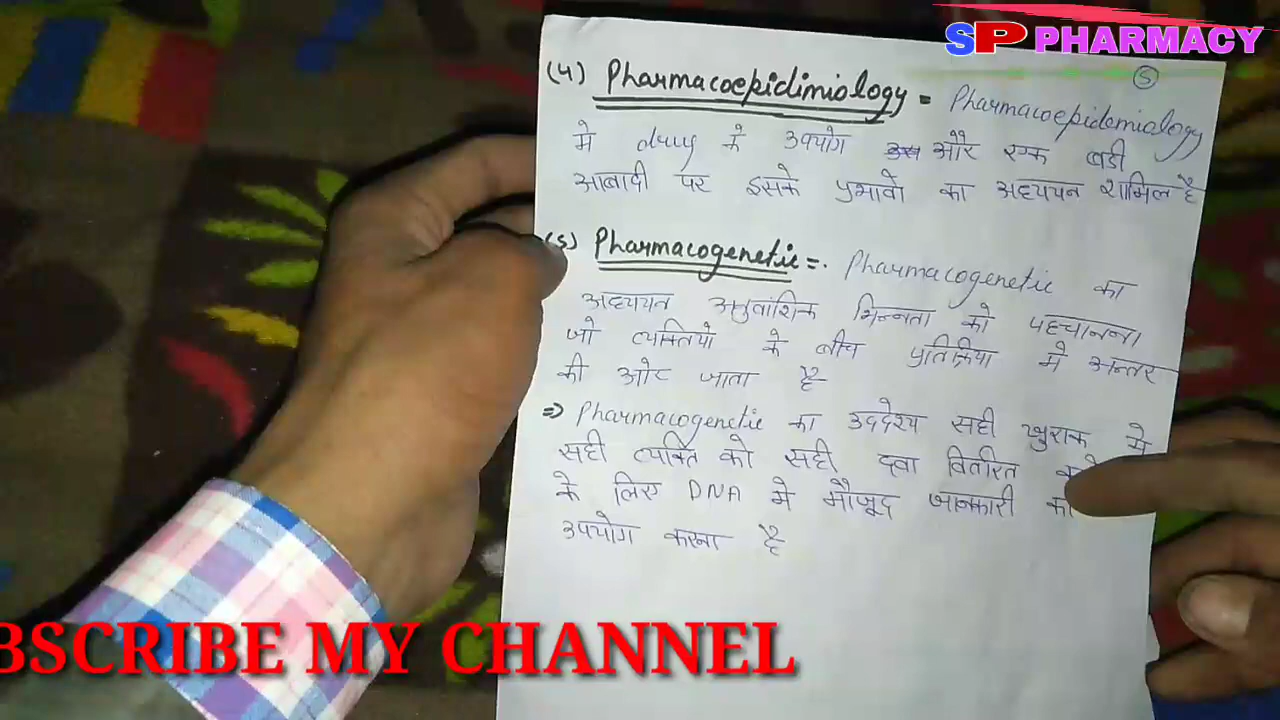 SP PHARMACY
(5)
(4) Pharmacoepidimiology = Pharmacoepidemiology
मे drug के उपयोग और एक बडी
आबादी पर इसके प्रभावो का अध्ययन शामिल है
(5) Pharmacogenetic =. Pharmacogenetic का
अध्ययन अनुवांशिक भिन्नता को पहचानना
जो व्यक्तियो के बीच प्रतिक्रिया मे अन्तर
की ओर जाता है
=> Pharmacogenetic का उददेश्य सही खुराक मे
सही व्यक्ति को सही दवा वितरित
के लिए DNA मे मौजूद जानकारी का
उपयोग करना है
BSCRIBE MY CHANNEL